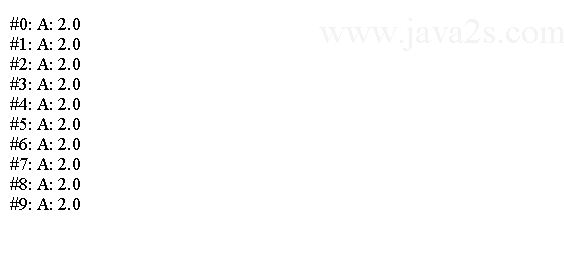 www.java2s.com
#0: A: 2.0
#1: A: 2.0
#2: A: 2.0
#3: A: 2.0
#4: A: 2.0
#5: A: 2.0
#6: A: 2.0
#7: A: 2.0
#8: A: 2.0
#9: A: 2.0